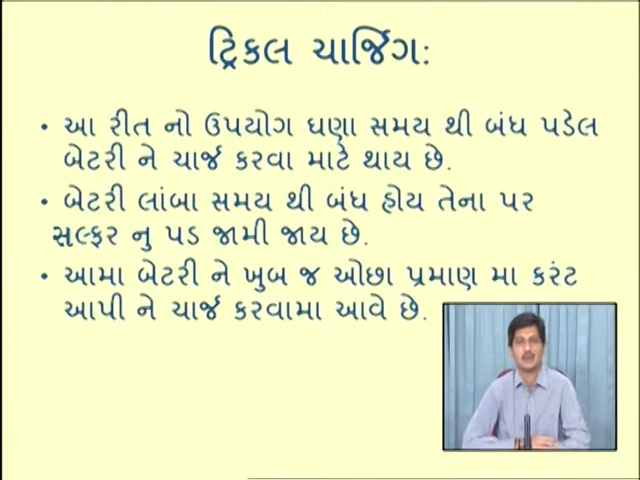 ટ્રિકલ ચાર્જિગ:
• આ રીત નો ઉપયોગ ઘણા સમય થી બંધ પડેલ
બેટરી ને ચાર્જ કરવા માટે થાય છે.
• બેટરી લાંબા સમય થી બંધ હોય તેના પર
સલ્ફર નુ પડ જામી જાય છે.
• આમા બેટરી ને ખુબ જ ઓછા પ્રમાણ મા કરંટ
આપી ને ચાર્જ કરવામા આવે છે.